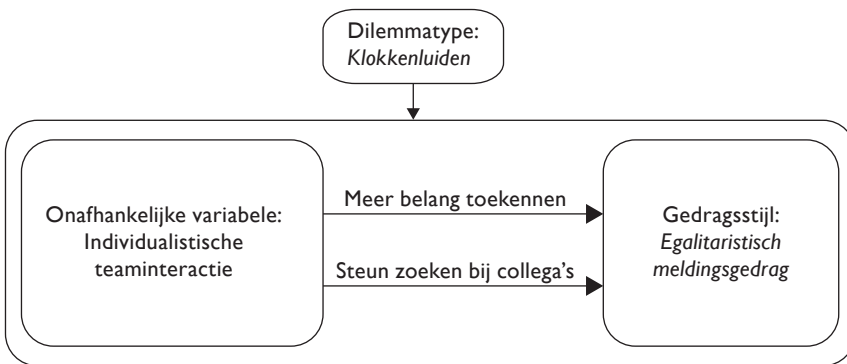 Dilemmatype:
Klokkenluiden
Onafhankelijke variabele:
Individualistische
teaminteractie
Meer belang toekennen
Steun zoeken bij collega's
Gedragsstijl:
Egalitaristisch
meldingsgedrag